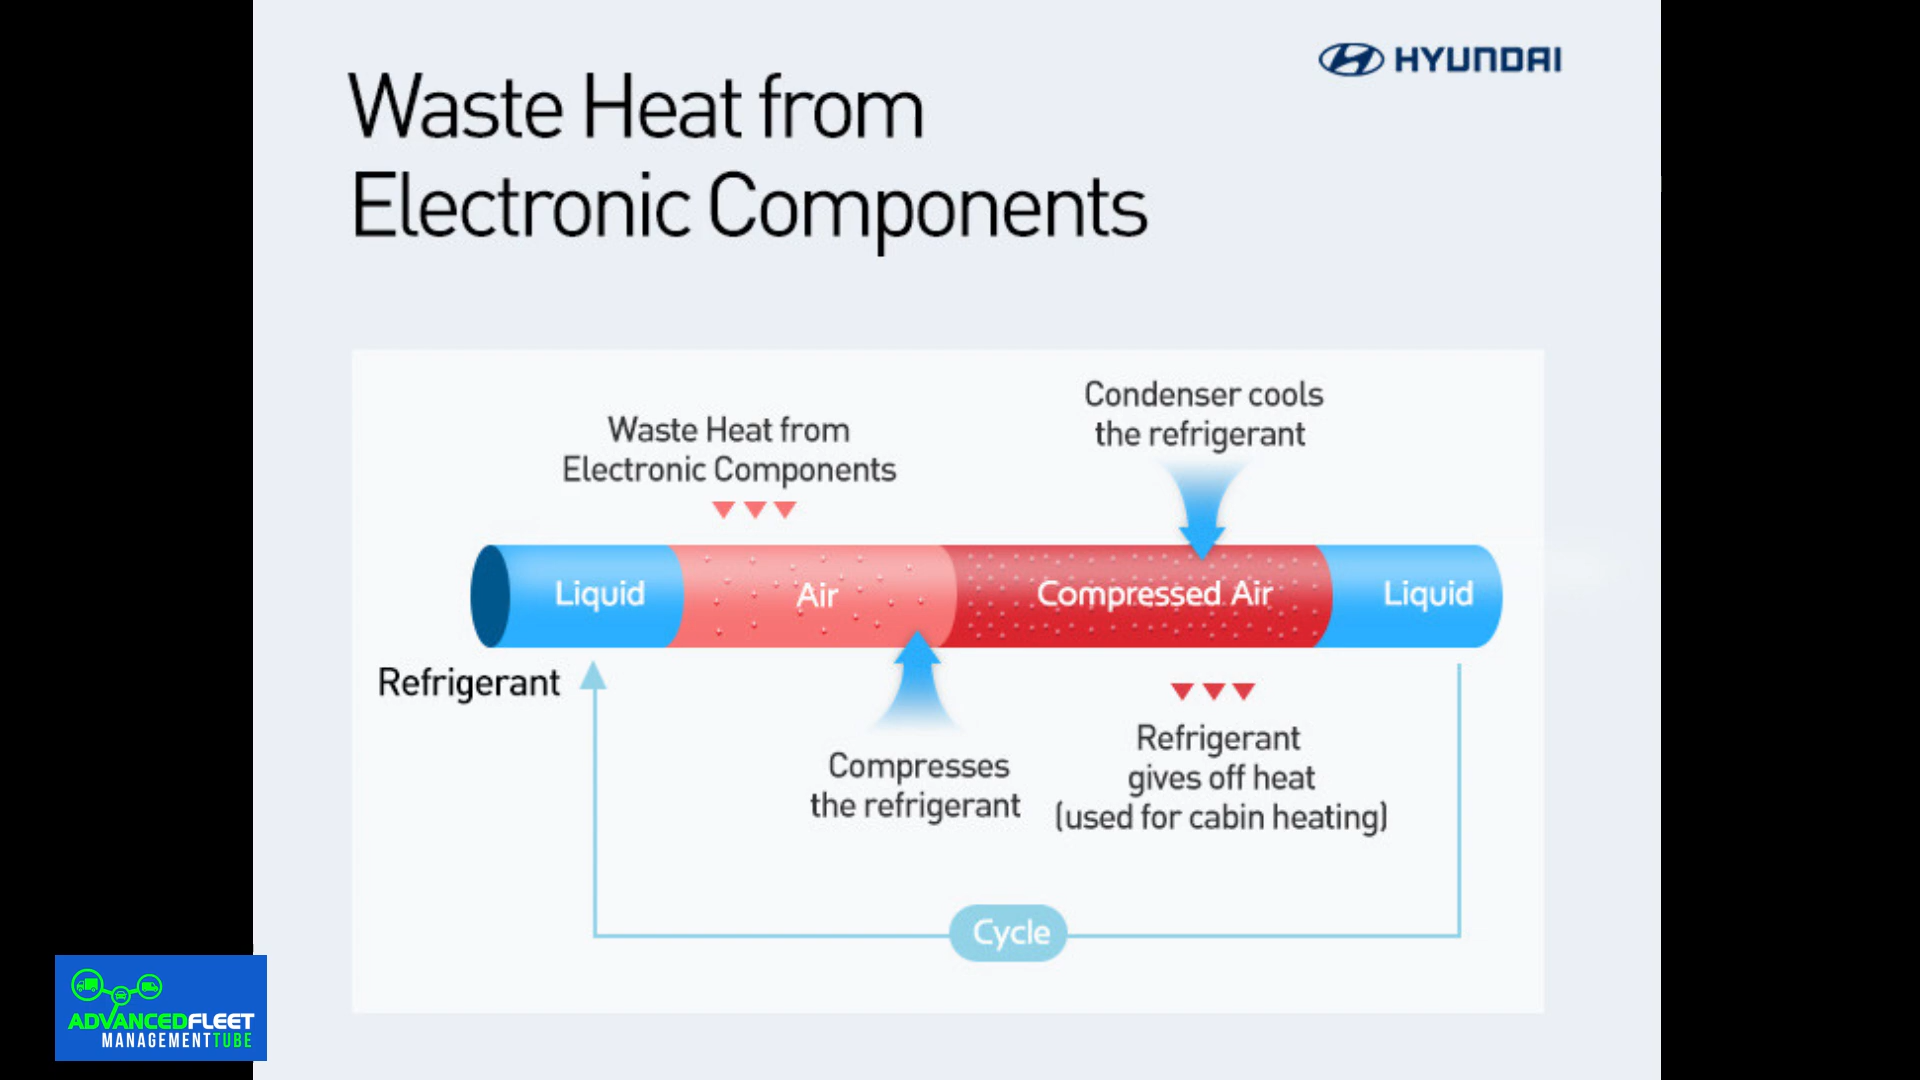 HYUNDAI
Waste Heat from
Electronic Components
Condenser cools
the refrigerant
Waste Heat from
Electronic Components
Liquid
Air
Compressed Air
Liquid
Refrigerant
Compresses
the refrigerant
Refrigerant
gives off heat
(used for cabin heating)
Cycle
ADVANCEDFLEET
MANAGEMENTTUBE